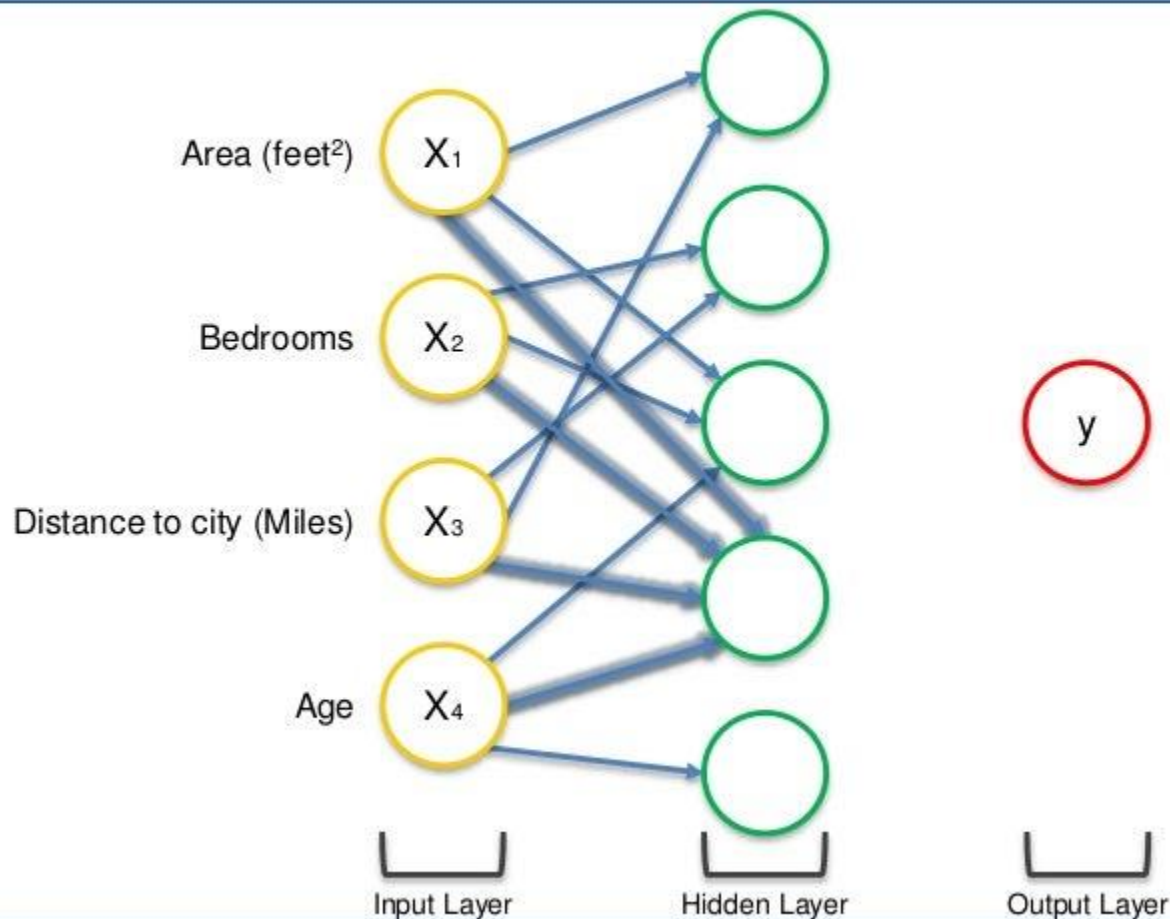 Area (feet²)
X₁
Bedrooms
X₂
Distance to city (Miles)
X₃
y
Age
X₄
Input Layer
Hidden Layer
Output Layer